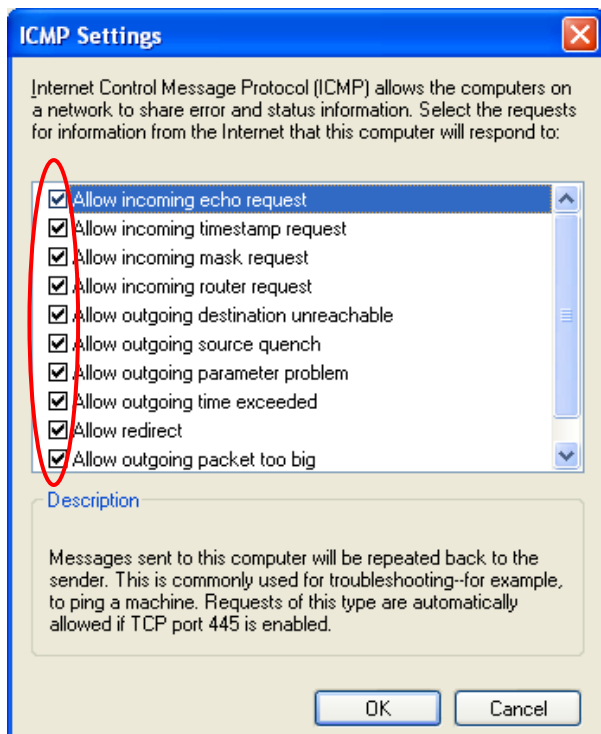 ICMP Settings
Internet Control Message Protocol (ICMP) allows the computers on
a network to share error and status information. Select the requests
for information from the Internet that this computer will respond to:
Allow incoming echo request
Allow incoming timestamp request
Allow incoming mask request
Allow incoming router request
Allow outgoing destination unreachable
Allow outgoing source quench
Allow outgoing parameter problem
Allow outgoing time exceeded
Allow redirect
Allow outgoing packet too big
Description
Messages sent to this computer will be repeated back to the
sender. This is commonly used for troubleshooting--for example,
to ping a machine. Requests of this type are automatically
allowed if TCP port 445 is enabled.
OK
Cancel